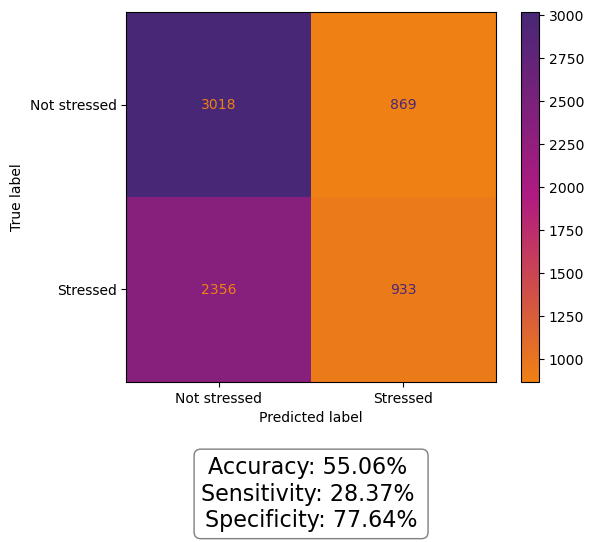 True label
Not stressed
3018
869
Stressed
2356
933
Not stressed
Stressed
Predicted label
3000
2750
2500
2250
2000
1750
1500
1250
1000
Accuracy: 55.06%
Sensitivity: 28.37%
Specificity: 77.64%